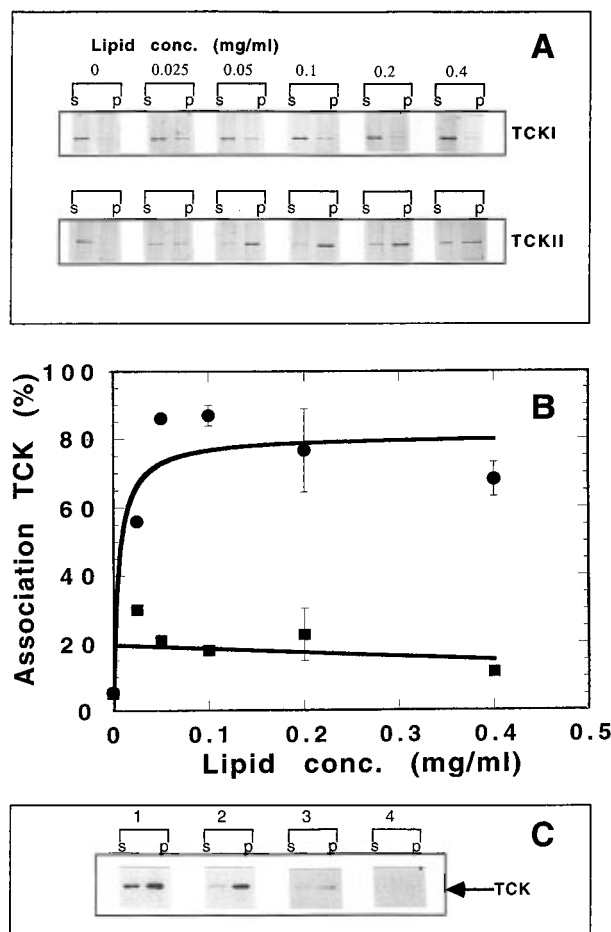 A
Lipid conc. (mg/ml)
0 0.025 0.05 0.1 0.2 0.4
s p s p s p s p s p s p
TCKI
s p s p s p s p s p s p
TCKII
B
Association TCK (%)
100
80
60
40
20
0
0 0.1 0.2 0.3 0.4 0.5
Lipid conc. (mg/ml)
C
1 2 3 4
s p s p s p s p
TCK